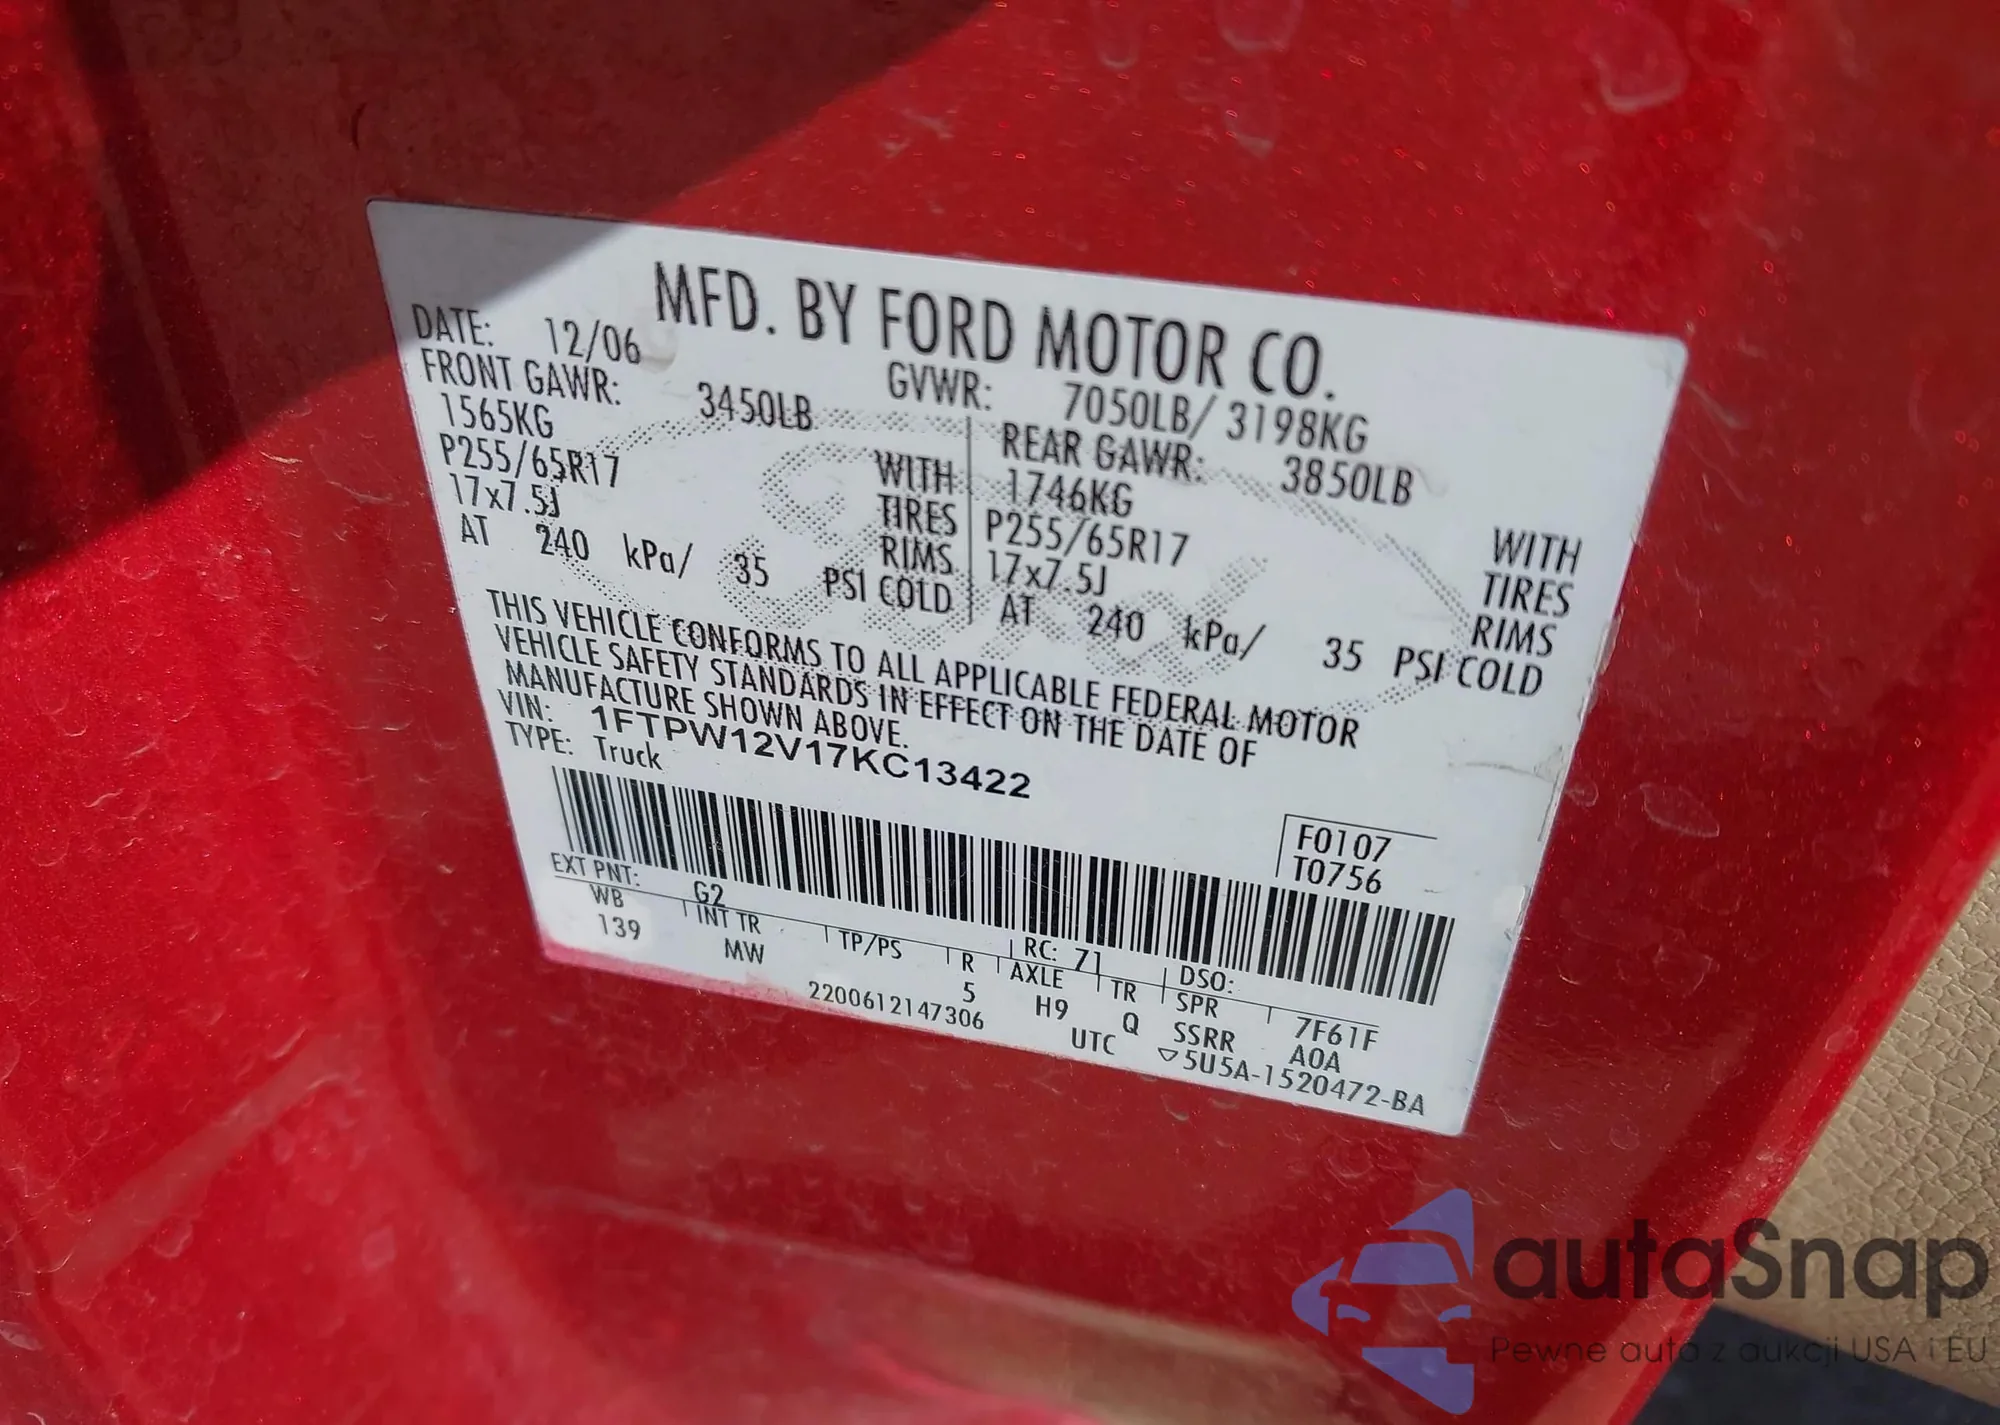 MFD. BY FORD MOTOR CO.
DATE: 12/06 GVWR: 7050LB/ 3198KG
FRONT GAWR: 3450LB REAR GAWR: 3850LB
1565KG WITH 1746KG WITH
P255/65R17 TIRES P255/65R17 TIRES
17x7.5J RIMS 17x7.5J RIMS
AT 240 kPa/ 35 PSI COLD AT 240 kPa/ 35 PSI COLD
THIS VEHICLE CONFORMS TO ALL APPLICABLE FEDERAL MOTOR
VEHICLE SAFETY STANDARDS IN EFFECT ON THE DATE OF
MANUFACTURE SHOWN ABOVE.
VIN: 1FTPW12V17KC13422
TYPE: Truck
F0107
T0756
EXT PNT: G2 RC: 71 DSO:
WB INT TR TP/PS R AXLE TR SPR 7F61F
139 MW 5 H9 Q SSRR A0A
2200612147306 UTC ▽5U5A-1520472-BA
Ford
autaSnap
Pewne auta z aukcji USA i EU